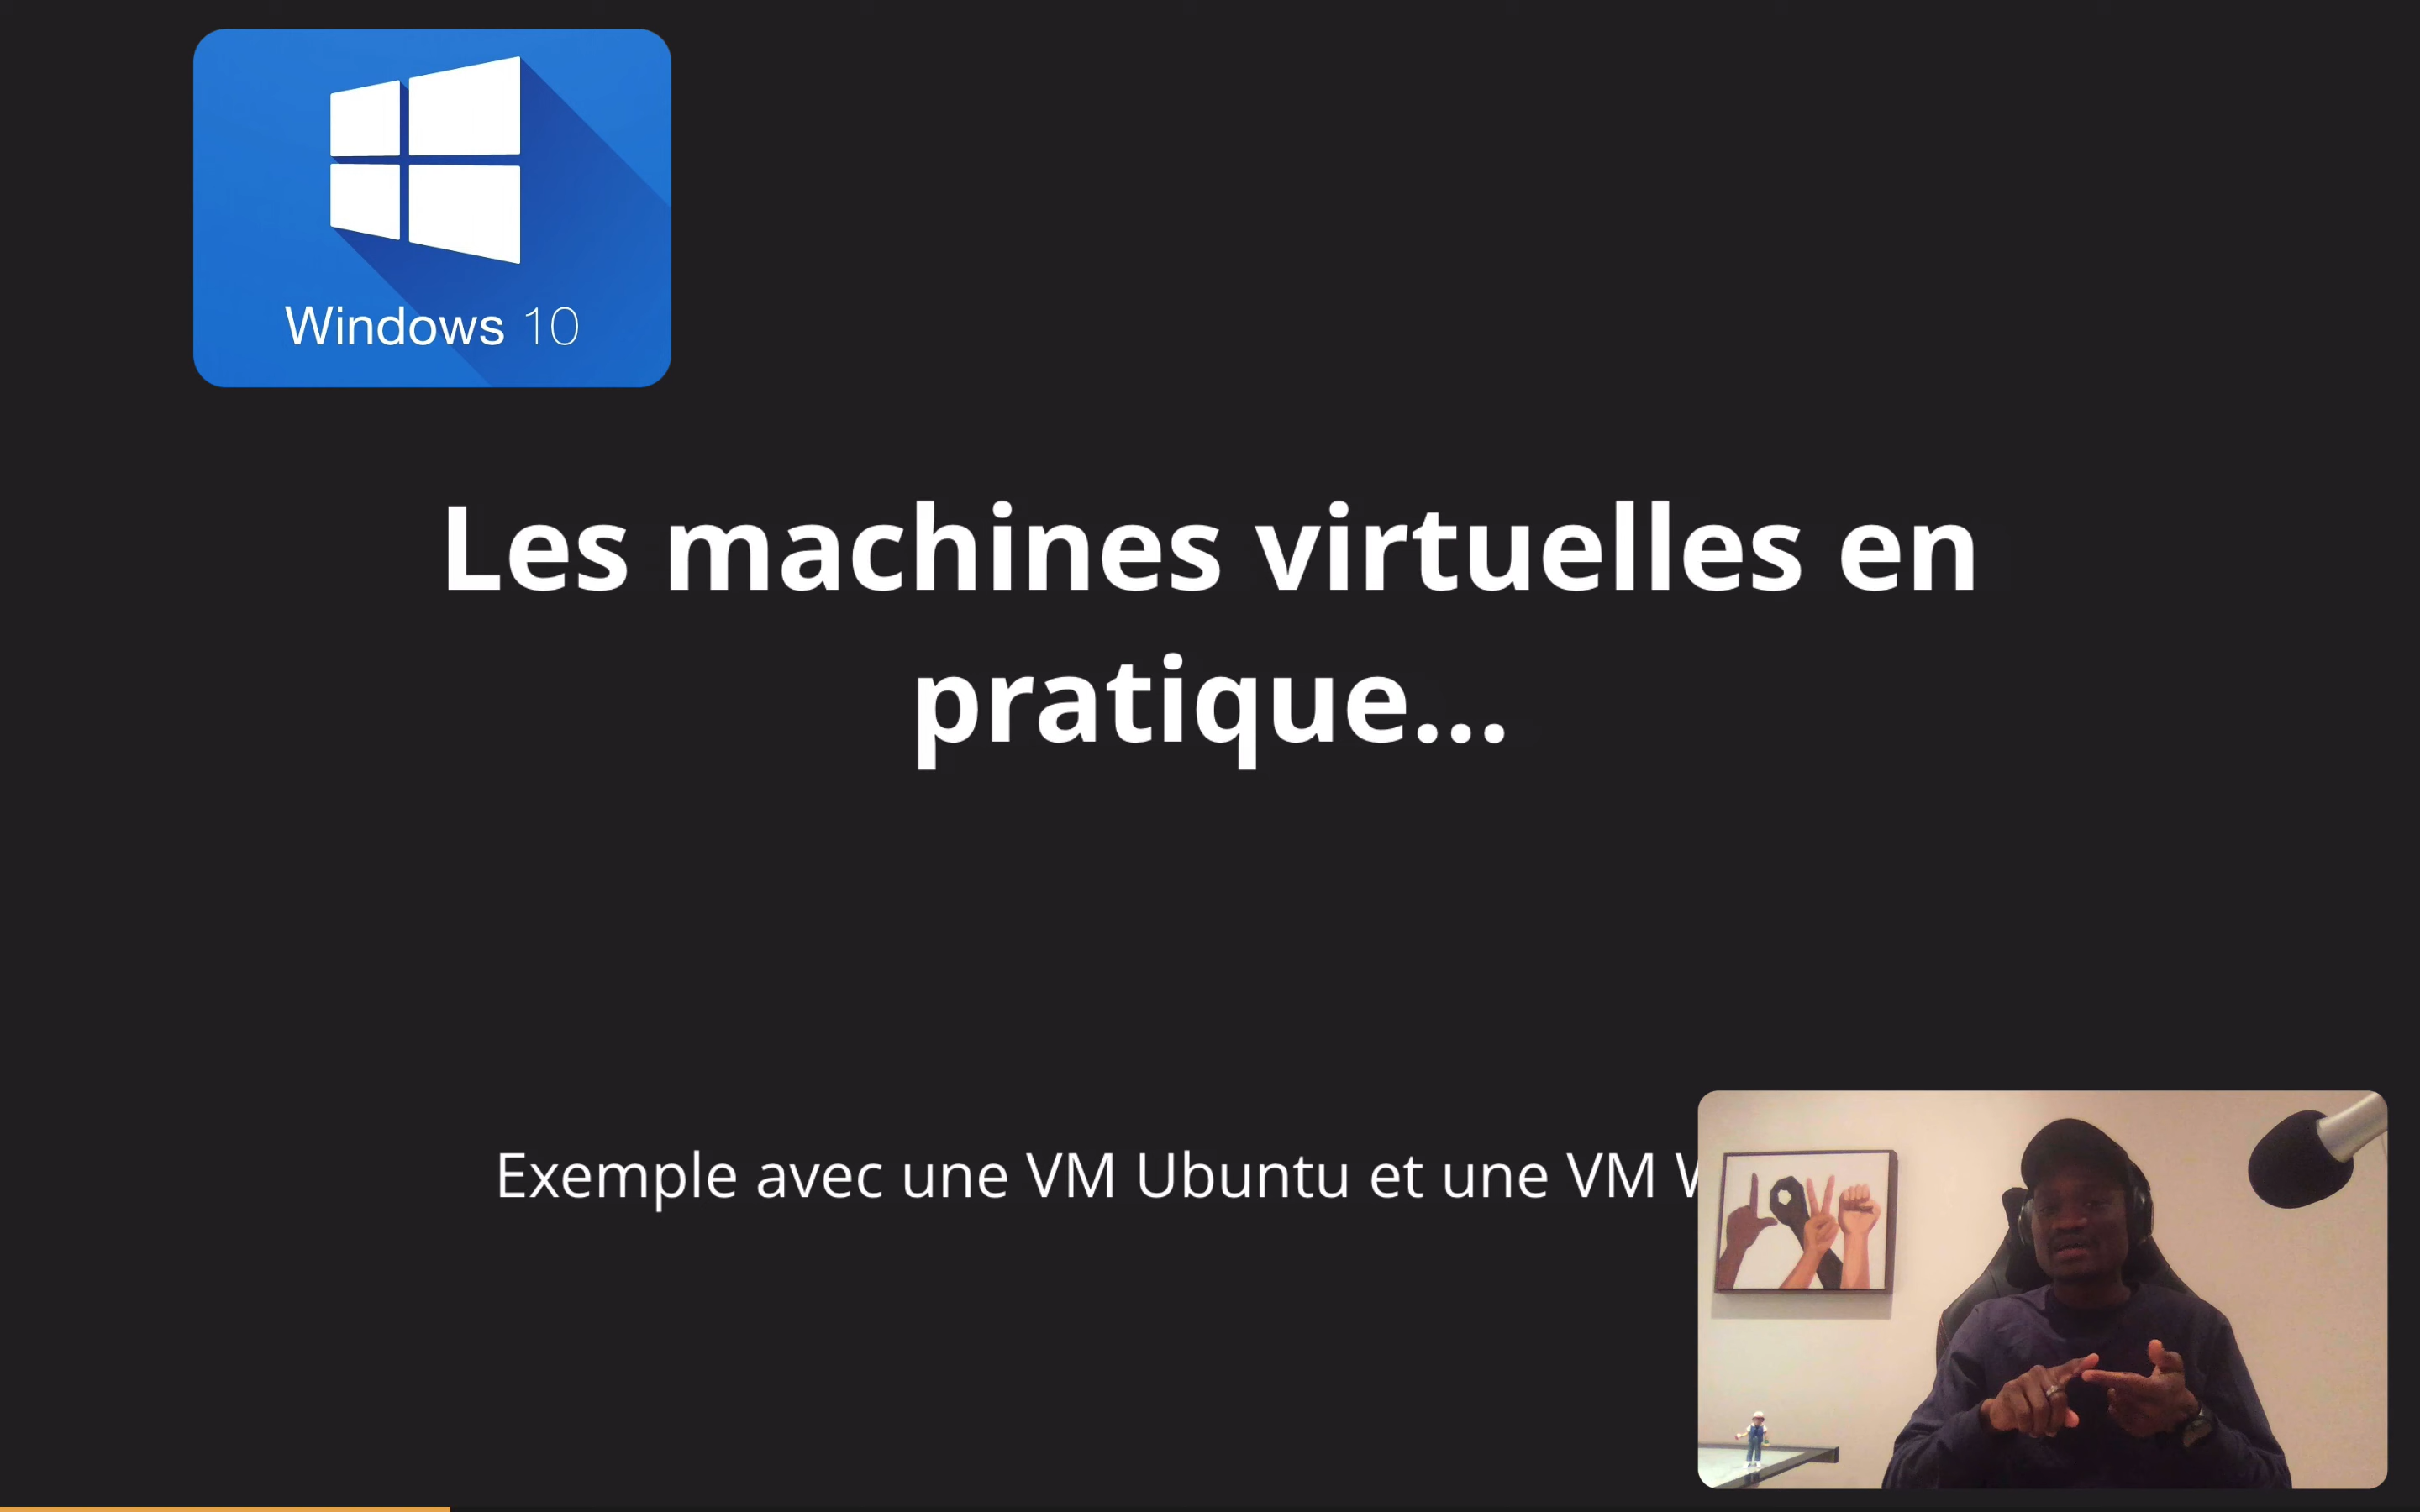 Windows 10
Les machines virtuelles en
pratique...
Exemple avec une VM Ubuntu et une VM